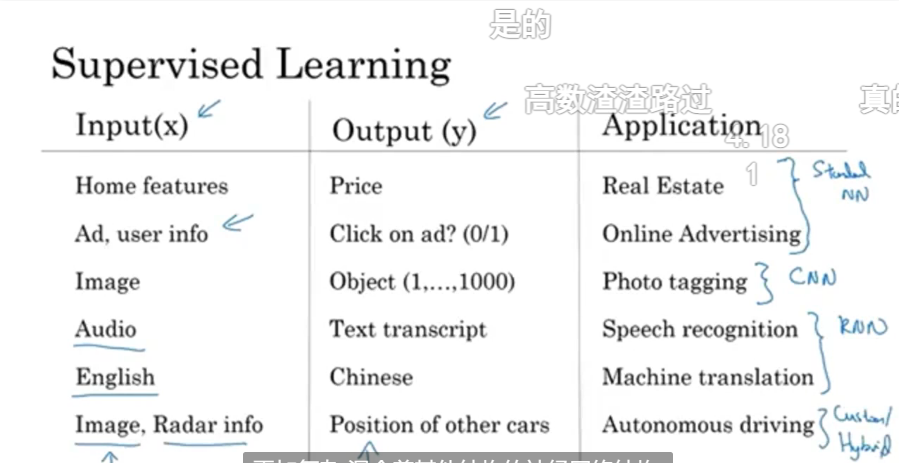 是的
Supervised Learning
高数渣渣路过
真的
Input(x) Output (y) Application
4. 18
1
Home features Price Real Estate
Standard NN
Ad, user info Click on ad? (0/1) Online Advertising
Image Object (1,...,1000) Photo tagging CNN
Audio Text transcript Speech recognition RNN
English Chinese Machine translation
Image, Radar info Position of other cars Autonomous driving Custom/
Hybrid